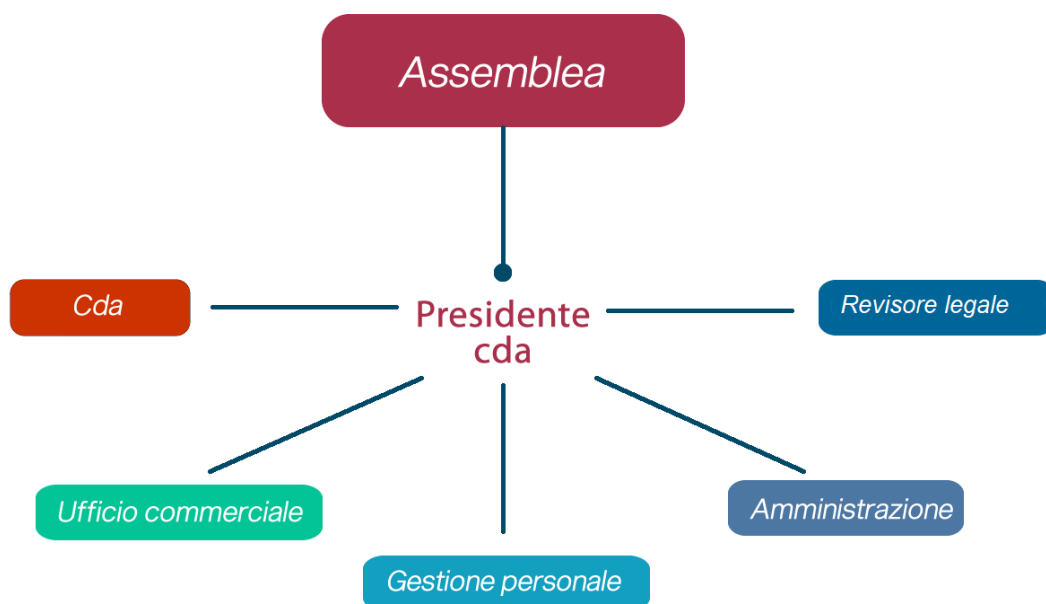 Assemblea
Cda
Presidente
cda
Revisore legale
Ufficio commerciale
Amministrazione
Gestione personale